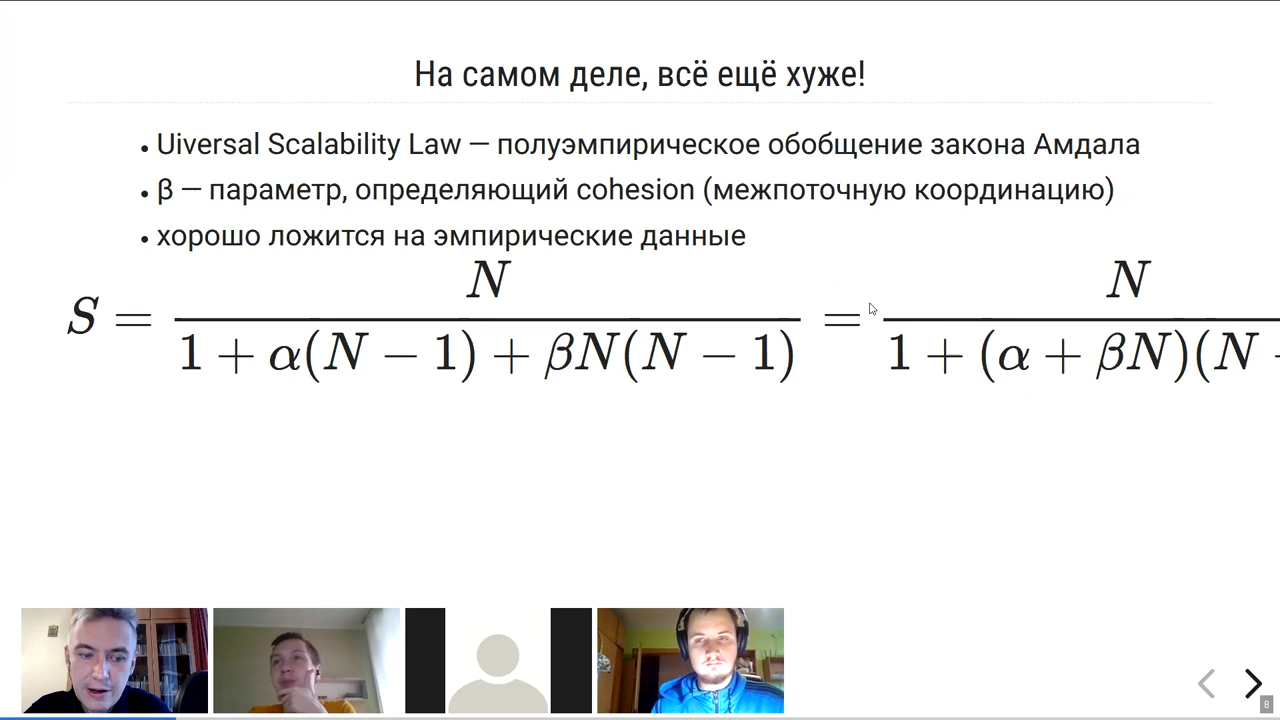 На самом деле, всё ещё хуже!
• Uiversal Scalability Law — полуэмпирическое обобщение закона Амдала
• β — параметр, определяющий cohesion (межпоточную координацию)
• хорошо ложится на эмпирические данные
S = N / (1 + α(N − 1) + βN(N − 1)) = N / (1 + (α + βN)(N −
8